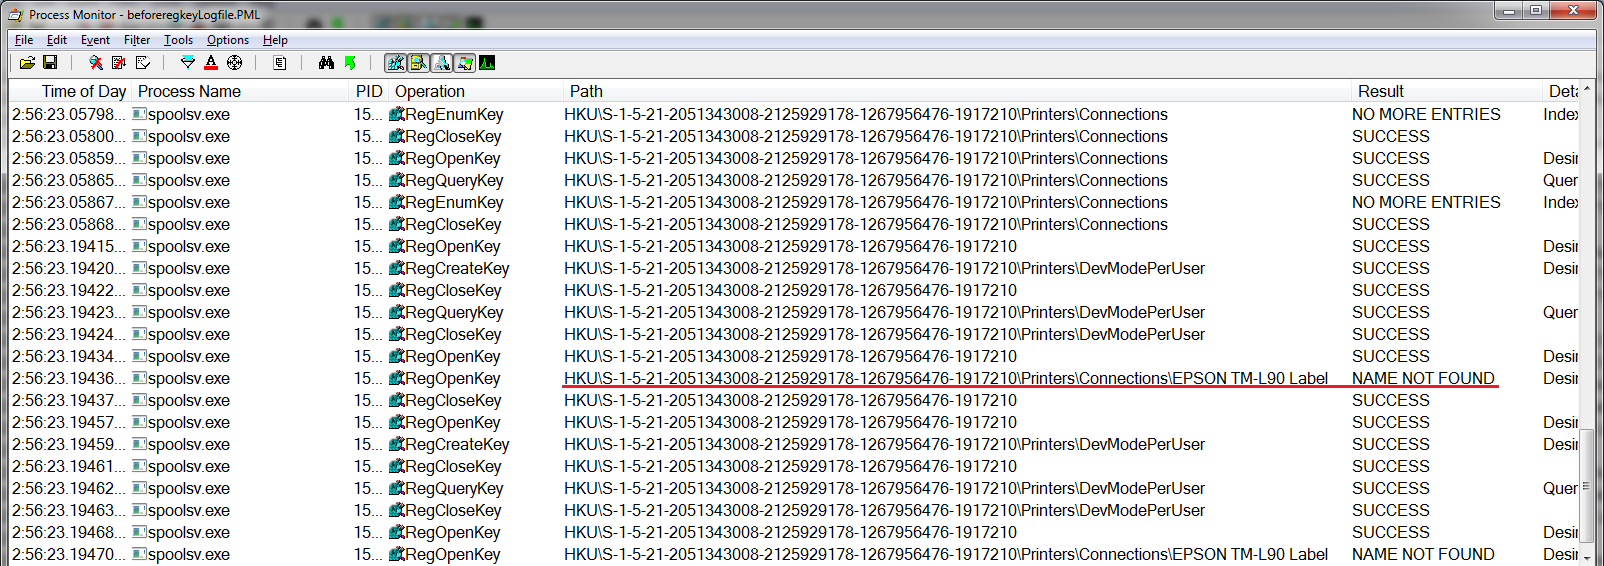 Process Monitor - beforeregkeyLogfile.PML
File Edit Event Filter Tools Options Help
Time of Day Process Name PID Operation Path Result Deta
2:56:23.05798... spoolsv.exe 15... RegEnumKey HKU\S-1-5-21-2051343008-2125929178-1267956476-1917210\Printers\Connections NO MORE ENTRIES Index
2:56:23.05800... spoolsv.exe 15... RegCloseKey HKU\S-1-5-21-2051343008-2125929178-1267956476-1917210\Printers\Connections SUCCESS
2:56:23.05859... spoolsv.exe 15... RegOpenKey HKU\S-1-5-21-2051343008-2125929178-1267956476-1917210\Printers\Connections SUCCESS Desir
2:56:23.05865... spoolsv.exe 15... RegQueryKey HKU\S-1-5-21-2051343008-2125929178-1267956476-1917210\Printers\Connections SUCCESS Quer
2:56:23.05867... spoolsv.exe 15... RegEnumKey HKU\S-1-5-21-2051343008-2125929178-1267956476-1917210\Printers\Connections NO MORE ENTRIES Index
2:56:23.05868... spoolsv.exe 15... RegCloseKey HKU\S-1-5-21-2051343008-2125929178-1267956476-1917210\Printers\Connections SUCCESS
2:56:23.19415... spoolsv.exe 15... RegOpenKey HKU\S-1-5-21-2051343008-2125929178-1267956476-1917210 SUCCESS Desir
2:56:23.19420... spoolsv.exe 15... RegCreateKey HKU\S-1-5-21-2051343008-2125929178-1267956476-1917210\Printers\DevModePerUser SUCCESS Desir
2:56:23.19422... spoolsv.exe 15... RegCloseKey HKU\S-1-5-21-2051343008-2125929178-1267956476-1917210 SUCCESS
2:56:23.19423... spoolsv.exe 15... RegQueryKey HKU\S-1-5-21-2051343008-2125929178-1267956476-1917210\Printers\DevModePerUser SUCCESS Quer
2:56:23.19424... spoolsv.exe 15... RegCloseKey HKU\S-1-5-21-2051343008-2125929178-1267956476-1917210\Printers\DevModePerUser SUCCESS
2:56:23.19434... spoolsv.exe 15... RegOpenKey HKU\S-1-5-21-2051343008-2125929178-1267956476-1917210 SUCCESS Desir
2:56:23.19436... spoolsv.exe 15... RegOpenKey HKU\S-1-5-21-2051343008-2125929178-1267956476-1917210\Printers\Connections\EPSON TM-L90 Label NAME NOT FOUND Desir
2:56:23.19437... spoolsv.exe 15... RegCloseKey HKU\S-1-5-21-2051343008-2125929178-1267956476-1917210 SUCCESS
2:56:23.19457... spoolsv.exe 15... RegOpenKey HKU\S-1-5-21-2051343008-2125929178-1267956476-1917210 SUCCESS Desir
2:56:23.19459... spoolsv.exe 15... RegCreateKey HKU\S-1-5-21-2051343008-2125929178-1267956476-1917210\Printers\DevModePerUser SUCCESS Desir
2:56:23.19461... spoolsv.exe 15... RegCloseKey HKU\S-1-5-21-2051343008-2125929178-1267956476-1917210 SUCCESS
2:56:23.19462... spoolsv.exe 15... RegQueryKey HKU\S-1-5-21-2051343008-2125929178-1267956476-1917210\Printers\DevModePerUser SUCCESS Quer
2:56:23.19463... spoolsv.exe 15... RegCloseKey HKU\S-1-5-21-2051343008-2125929178-1267956476-1917210\Printers\DevModePerUser SUCCESS
2:56:23.19468... spoolsv.exe 15... RegOpenKey HKU\S-1-5-21-2051343008-2125929178-1267956476-1917210 SUCCESS Desir
2:56:23.19470... spoolsv.exe 15... RegOpenKey HKU\S-1-5-21-2051343008-2125929178-1267956476-1917210\Printers\Connections\EPSON TM-L90 Label NAME NOT FOUND Desir